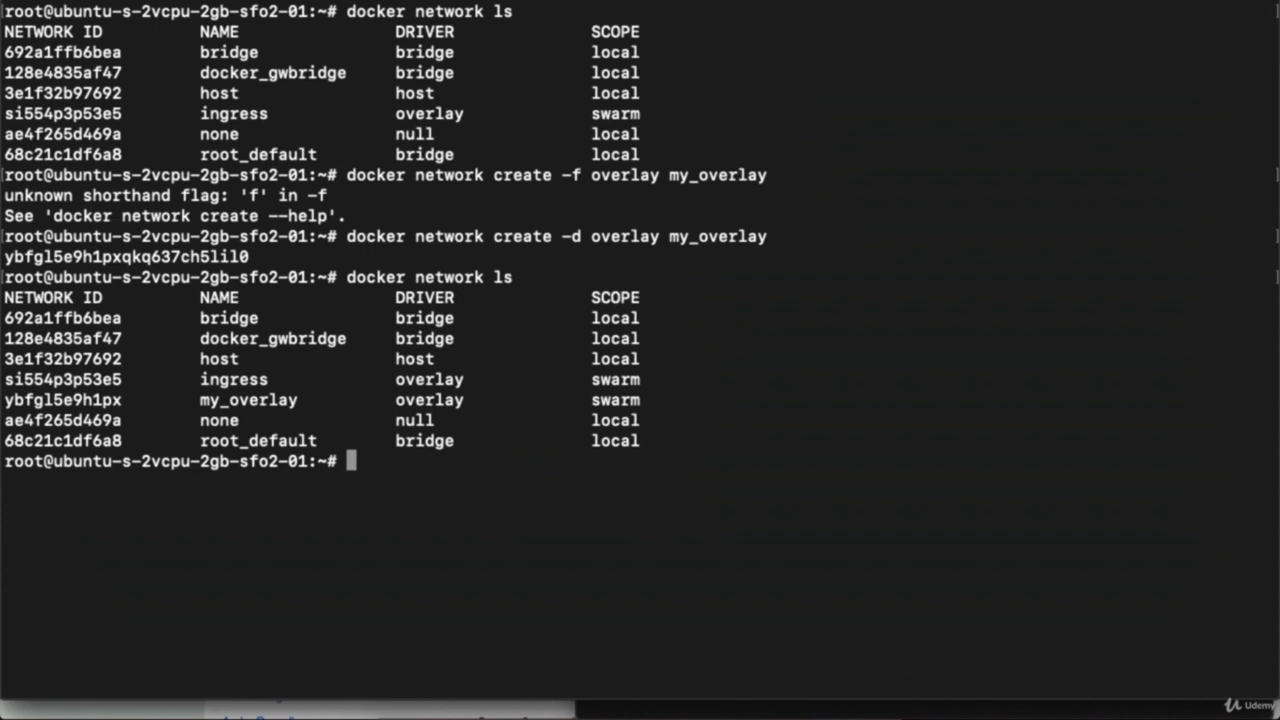 [root@ubuntu-s-2vcpu-2gb-sfo2-01:~# docker network ls
NETWORK ID NAME DRIVER SCOPE
692a1ffb6bea bridge bridge local
128e4835af47 docker_gwbridge bridge local
3e1f32b97692 host host local
si554p3p53e5 ingress overlay swarm
ae4f265d469a none null local
68c21c1df6a8 root_default bridge local
[root@ubuntu-s-2vcpu-2gb-sfo2-01:~# docker network create -f overlay my_overlay
unknown shorthand flag: 'f' in -f
See 'docker network create --help'.
[root@ubuntu-s-2vcpu-2gb-sfo2-01:~# docker network create -d overlay my_overlay
ybfgl5e9h1pxqkq637ch5lil0
[root@ubuntu-s-2vcpu-2gb-sfo2-01:~# docker network ls
NETWORK ID NAME DRIVER SCOPE
692a1ffb6bea bridge bridge local
128e4835af47 docker_gwbridge bridge local
3e1f32b97692 host host local
si554p3p53e5 ingress overlay swarm
ybfgl5e9h1px my_overlay overlay swarm
ae4f265d469a none null local
68c21c1df6a8 root_default bridge local
root@ubuntu-s-2vcpu-2gb-sfo2-01:~#
Udemy